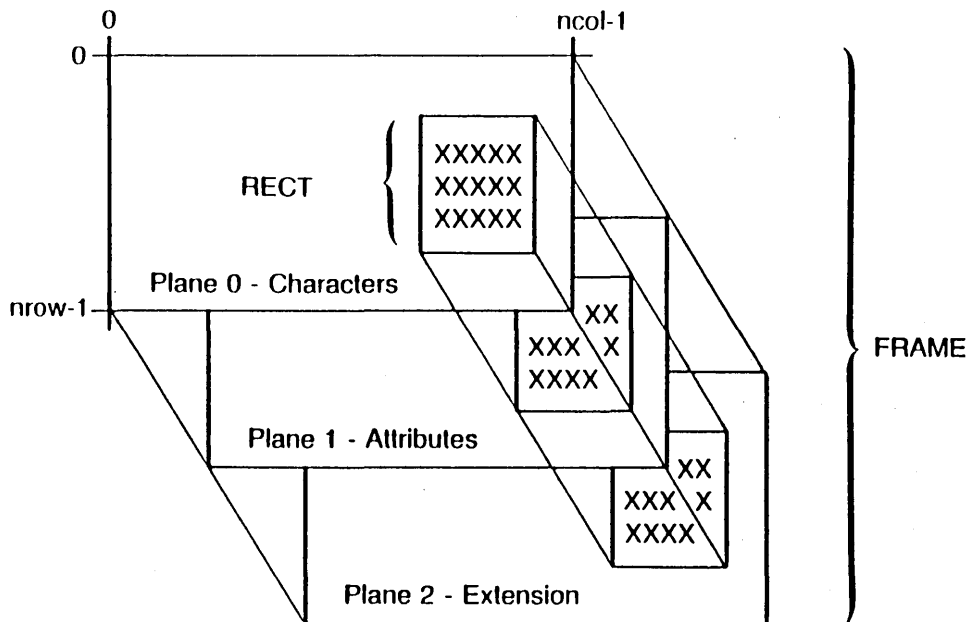 0 ncol-1
0
XXXXX
RECT XXXXX
XXXXX
Plane 0 - Characters
nrow-1 XX
XXX X
FRAME
XXXX
Plane 1 - Attributes
XX
XXX X
XXXX
Plane 2 - Extension